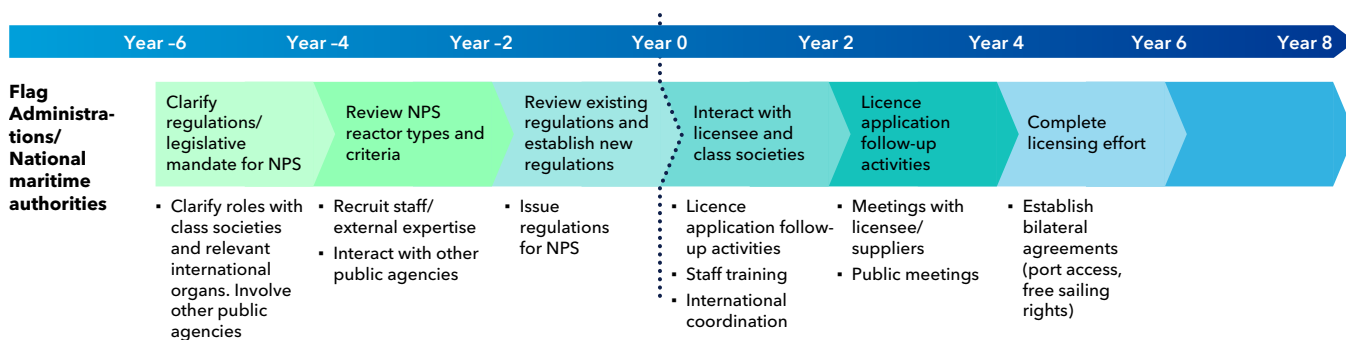 Year –6 Year –4 Year –2 Year 0 Year 2 Year 4 Year 6 Year 8
Flag
Administra-
tions/
National
maritime
authorities
Clarify
regulations/
legislative
mandate for NPS
Review NPS
reactor types and
criteria
Review existing
regulations and
establish new
regulations
Interact with
licensee and
class societies
Licence
application
follow-up
activities
Complete
licensing effort
▪ Clarify roles with
class societies
and relevant
international
organs. Involve
other public
agencies
▪ Recruit staff/
external expertise
▪ Interact with other
public agencies
▪ Issue
regulations
for NPS
▪ Licence
application follow-
up activities
▪ Staff training
▪ International
coordination
▪ Meetings with
licensee/
suppliers
▪ Public meetings
▪ Establish
bilateral
agreements
(port access,
free sailing
rights)